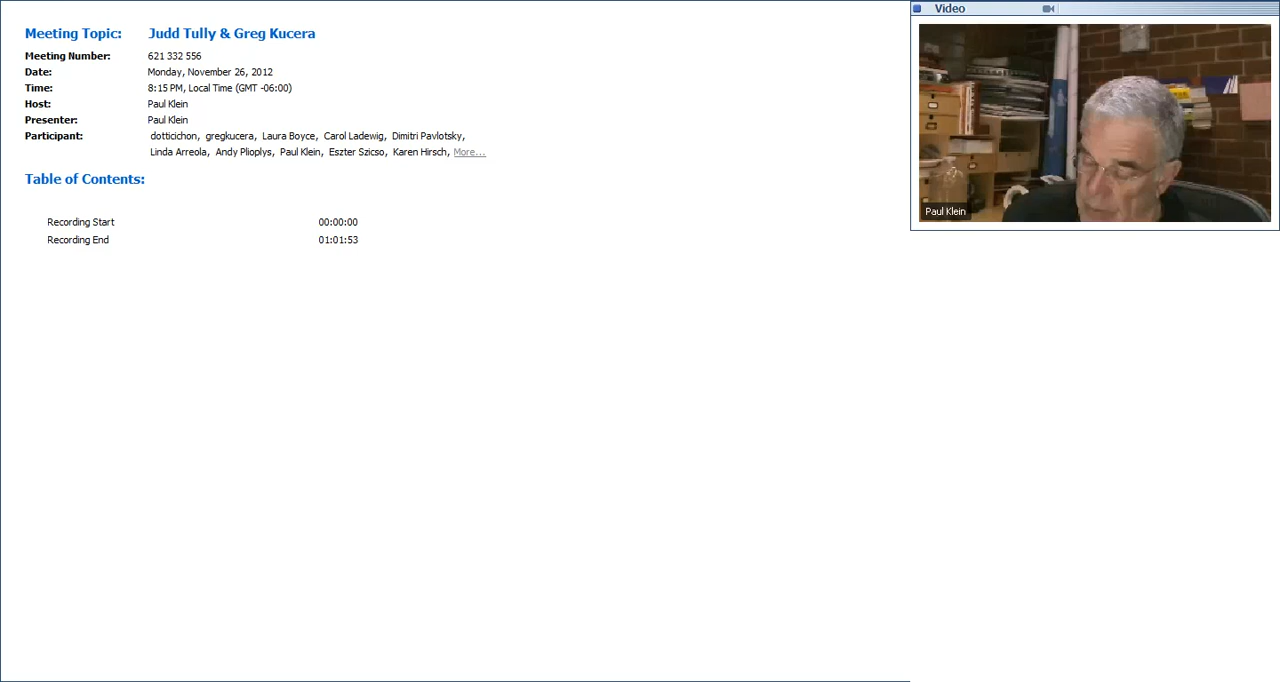 Meeting Topic: Judd Tully & Greg Kucera
Meeting Number: 621 332 556
Date: Monday, November 26, 2012
Time: 8:15 PM, Local Time (GMT -06:00)
Host: Paul Klein
Presenter: Paul Klein
Participant: dotticichon, gregkucera, Laura Boyce, Carol Ladewig, Dimitri Pavlotsky,
Linda Arreola, Andy Plioplys, Paul Klein, Eszter Szicso, Karen Hirsch, More...
Table of Contents:
Recording Start 00:00:00
Recording End 01:01:53
Video
Paul Klein